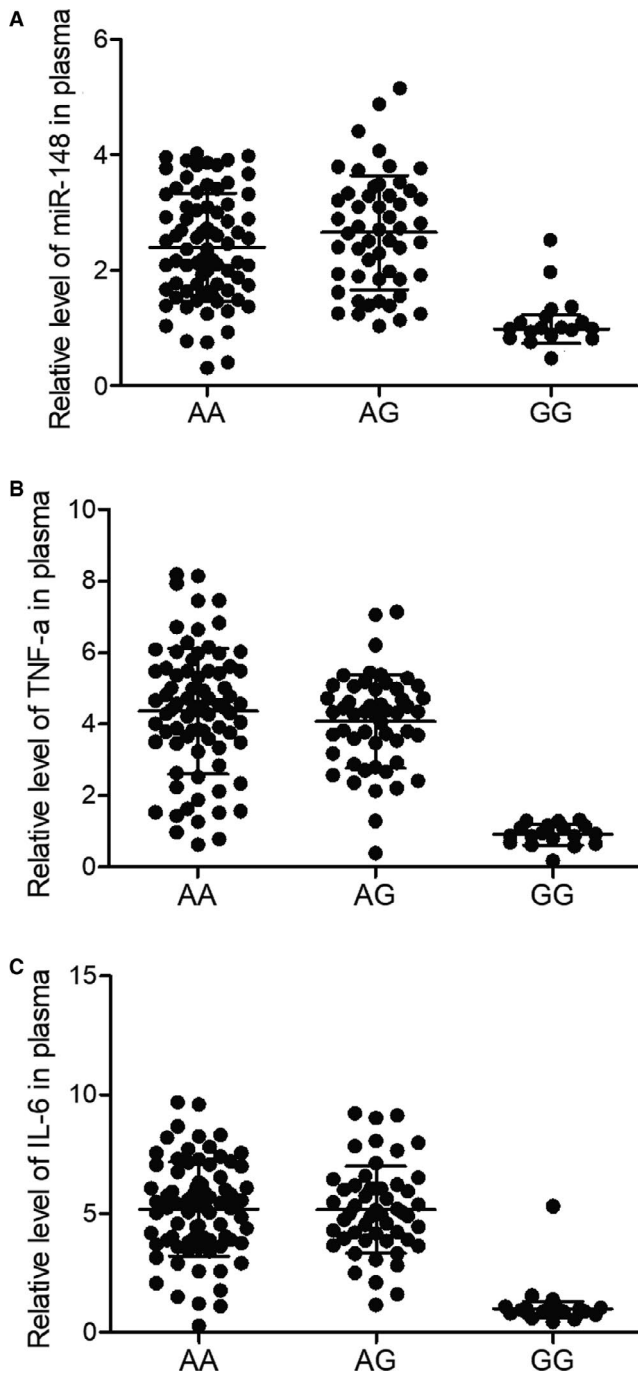 A
Relative level of miR-148 in plasma
6
4
2
0
AA AG GG
B
Relative level of TNF-a in plasma
10
8
6
4
2
0
AA AG GG
C
Relative level of IL-6 in plasma
15
10
5
0
AA AG GG